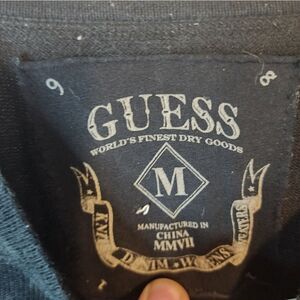 9 8
GUESS
WORLD'S FINEST DRY GOODS
M
MANUFACTURED IN
CHINA
MMVII